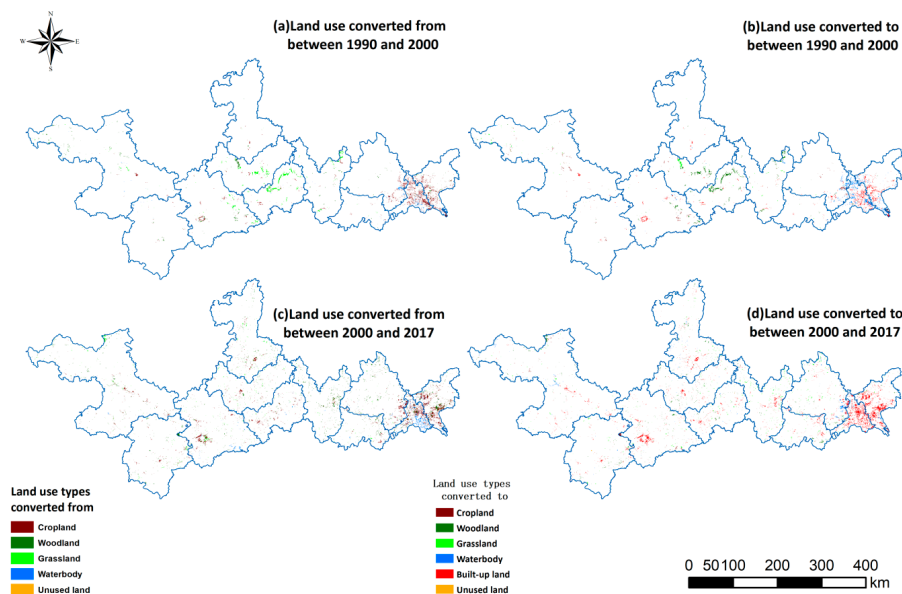 N
W
E
S
(a)Land use converted from
between 1990 and 2000
(b)Land use converted to
between 1990 and 2000
(c)Land use converted from
between 2000 and 2017
(d)Land use converted to
between 2000 and 2017
Land use types
converted from
Cropland
Woodland
Grassland
Waterbody
Unused land
Land use types
converted to
Cropland
Woodland
Grassland
Waterbody
Built-up land
Unused land
0 50100 200 300 400
km